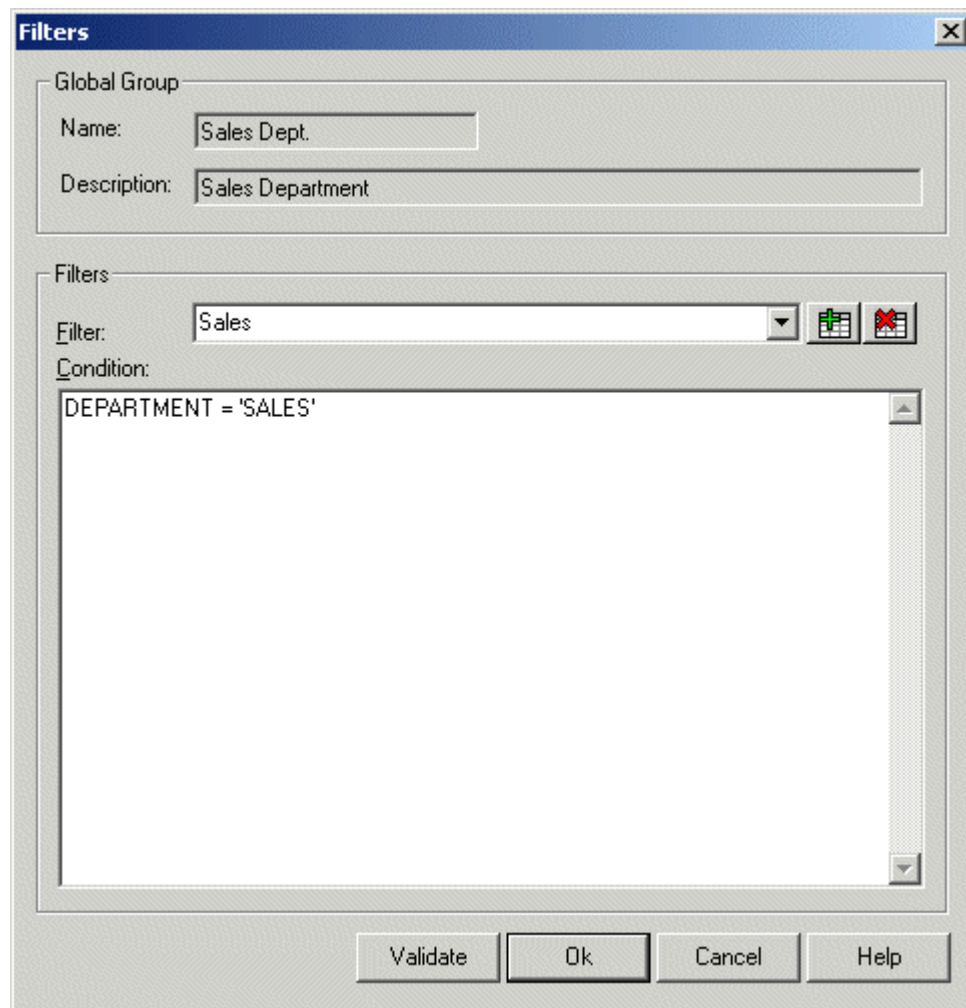 Filters
Global Group
Name: Sales Dept.
Description: Sales Department
Filters
Filter: Sales
Condition:
DEPARTMENT = 'SALES'
Validate Ok Cancel Help